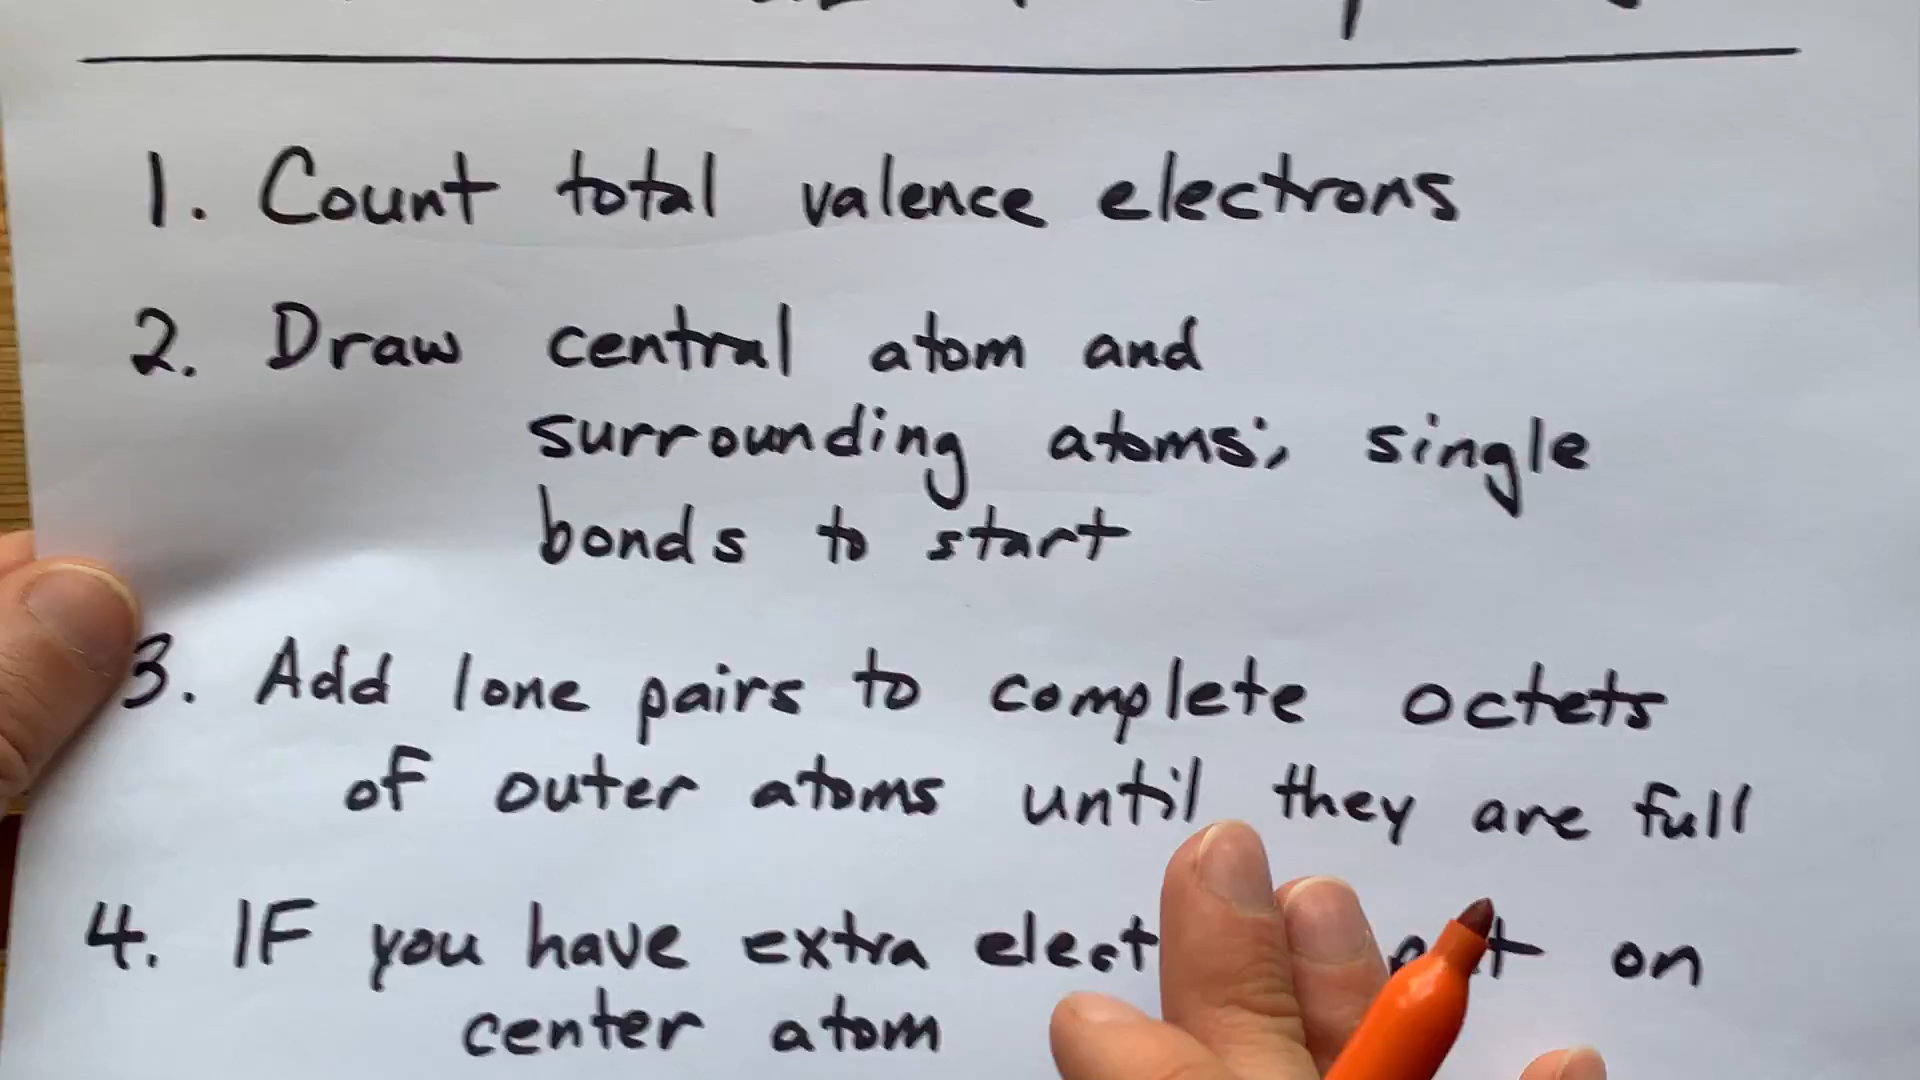 1. Count total valence electrons
2. Draw central atom and
surrounding atoms; single
bonds to start
3. Add lone pairs to complete octets
of outer atoms until they are full
4. IF you have extra elect on
center atom